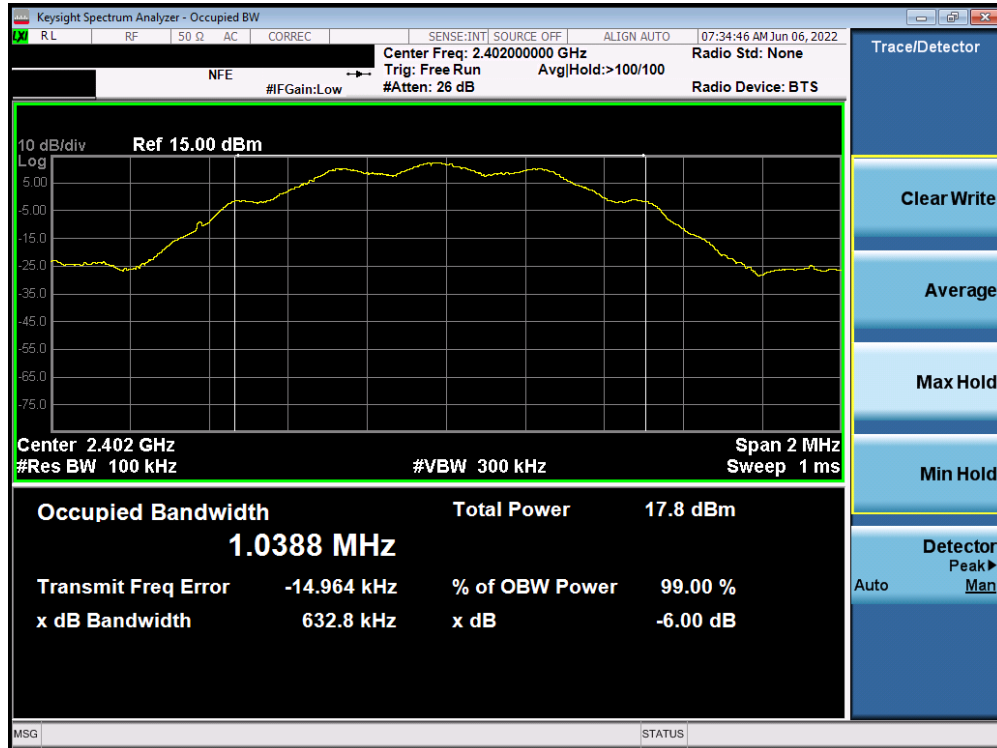 Keysight Spectrum Analyzer - Occupied BW
LXI RL RF 50 Ω AC CORREC SENSE:INT SOURCE OFF ALIGN AUTO 07:34:46 AM Jun 06, 2022
Center Freq: 2.402000000 GHz Radio Std: None
NFE Trig: Free Run Avg|Hold:>100/100
#IFGain:Low #Atten: 26 dB Radio Device: BTS
Trace/Detector
10 dB/div Ref 15.00 dBm
Log
5.00
-5.00
-15.0
-25.0
-35.0
-45.0
-55.0
-65.0
-75.0
Center 2.402 GHz Span 2 MHz
#Res BW 100 kHz #VBW 300 kHz Sweep 1 ms
Occupied Bandwidth Total Power 17.8 dBm
1.0388 MHz
Transmit Freq Error -14.964 kHz % of OBW Power 99.00 %
x dB Bandwidth 632.8 kHz x dB -6.00 dB
Clear Write
Average
Max Hold
Min Hold
Detector
Peak▶
Auto Man
MSG STATUS